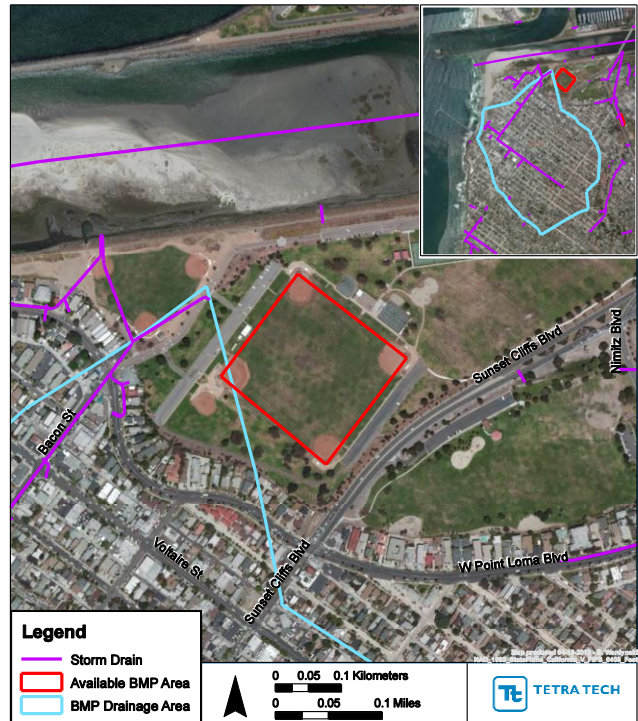 Nimitz Blvd
Sunset Cliffs Blvd
Bacon St
Voltaire St
Sunset Cliffs Blvd
W Point Loma Blvd
Legend
Storm Drain
Available BMP Area
BMP Drainage Area
0 0.05 0.1 Kilometers
0 0.05 0.1 Miles
Tt TETRA TECH